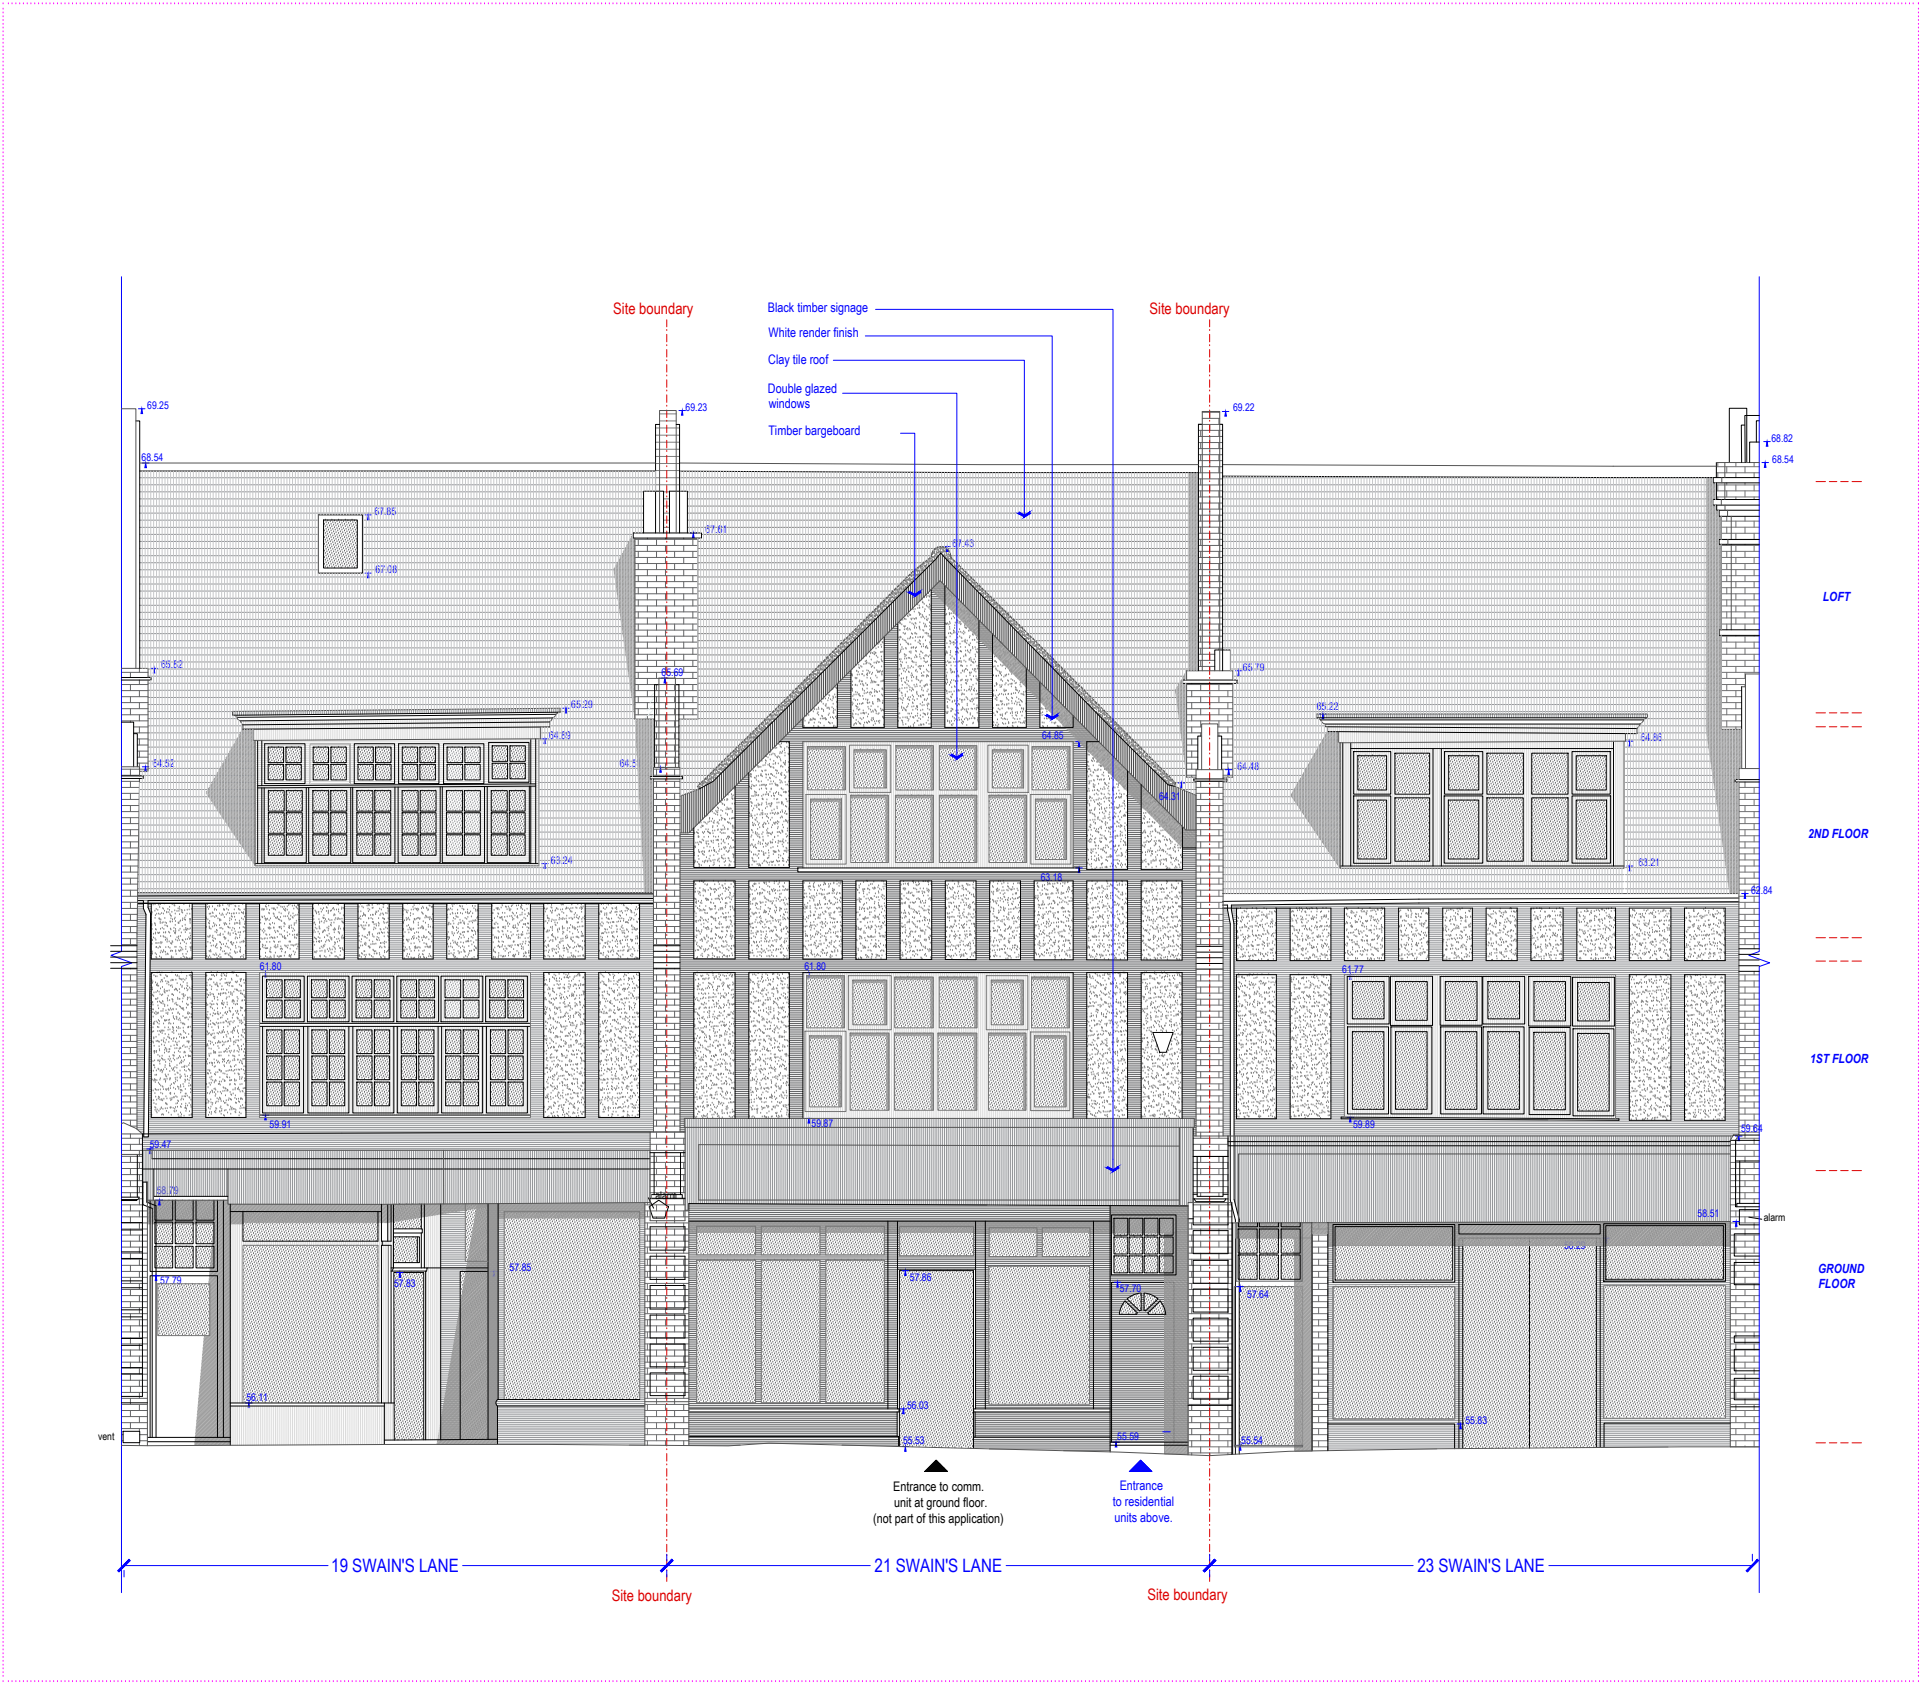 Site boundary
Black timber signage
Site boundary
White render finish
Clay tile roof
Double glazed
windows
Timber bargeboard
69.25
69.23
69.22
68.82
68.54
68.54
67.85
67.61
67.43
67.08
LOFT
65.82
65.69
65.79
65.29
65.22
64.89
64.85
64.86
64.52
64.48
64.31
2ND FLOOR
63.24
63.18
63.21
62.84
61.80
61.80
61.77
1ST FLOOR
59.91
59.87
59.89
59.47
59.64
58.79
alarm
58.51
alarm
57.79
57.83
57.85
57.86
57.70
57.64
58.29
GROUND
FLOOR
56.11
56.03
55.83
vent
55.53
55.59
55.54
Entrance to comm.
unit at ground floor.
(not part of this application)
Entrance
to residential
units above.
19 SWAIN'S LANE
21 SWAIN'S LANE
23 SWAIN'S LANE
Site boundary
Site boundary